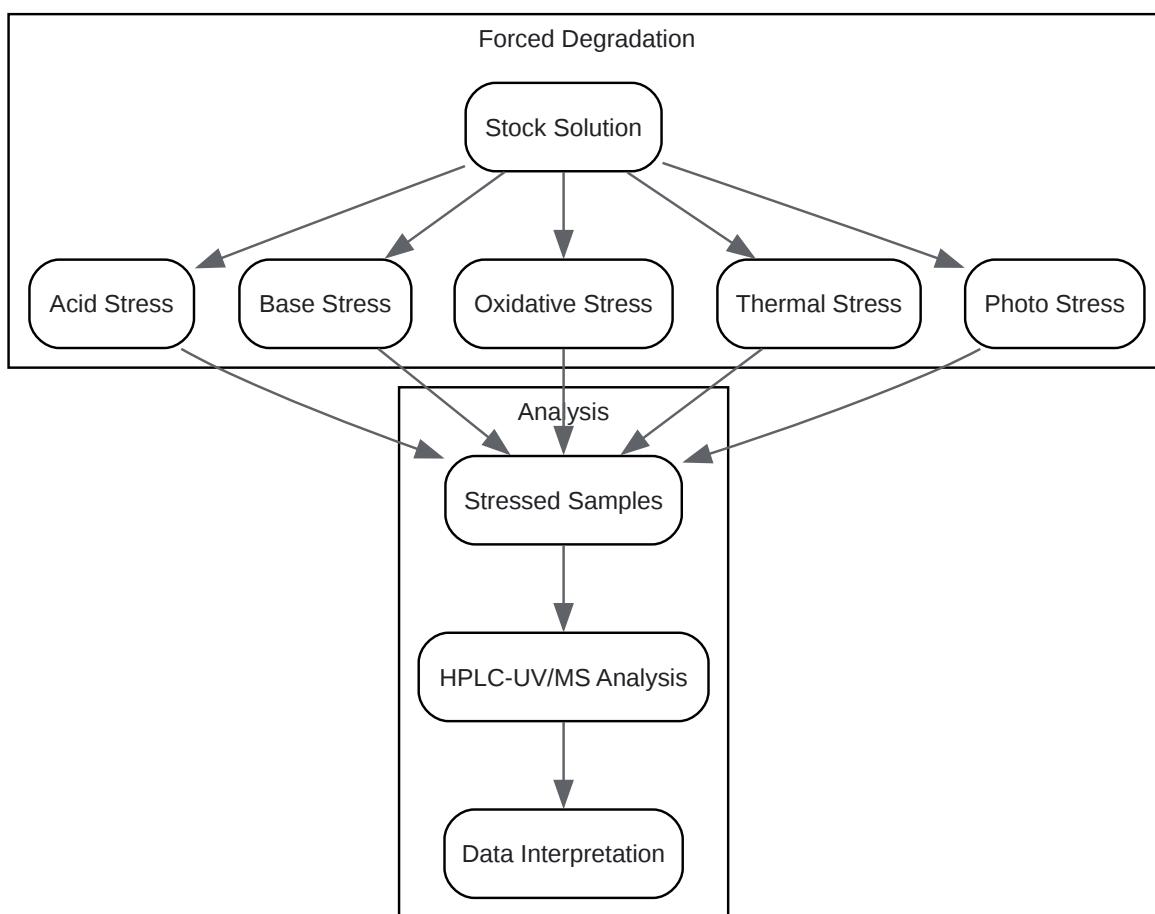 Forced Degradation
Stock Solution
Acid Stress
Base Stress
Oxidative Stress
Thermal Stress
Photo Stress
Analysis
Stressed Samples
HPLC-UV/MS Analysis
Data Interpretation